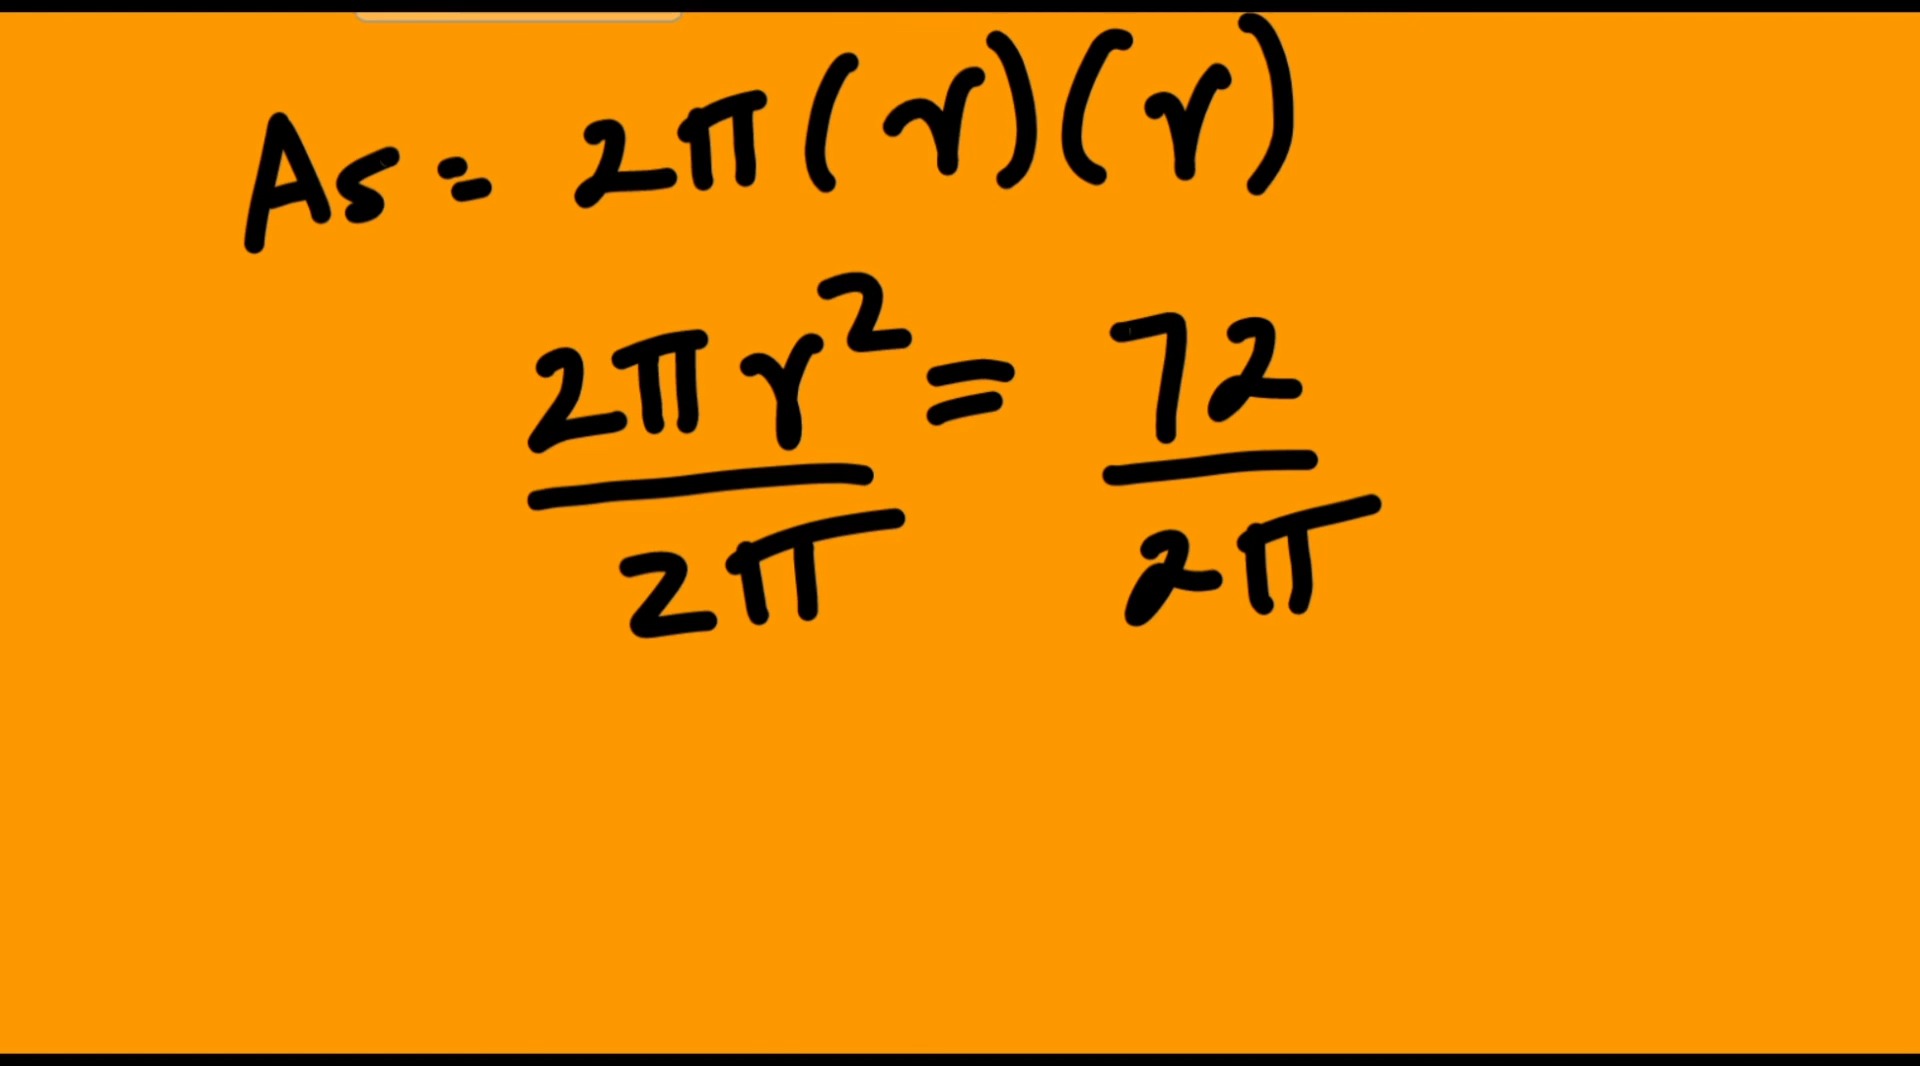 As = 2π(r)(r)
2πr² = 72
2π 2π